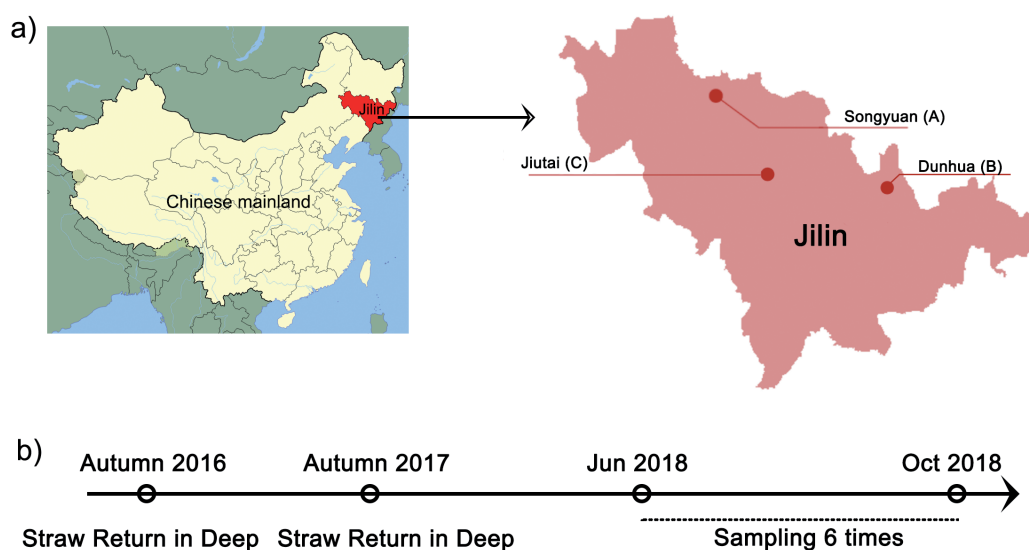 a)
Jilin
Chinese mainland
Songyuan (A)
Jiutai (C)
Dunhua (B)
Jilin
b)
Autumn 2016
Autumn 2017
Jun 2018
Oct 2018
Straw Return in Deep
Straw Return in Deep
Sampling 6 times